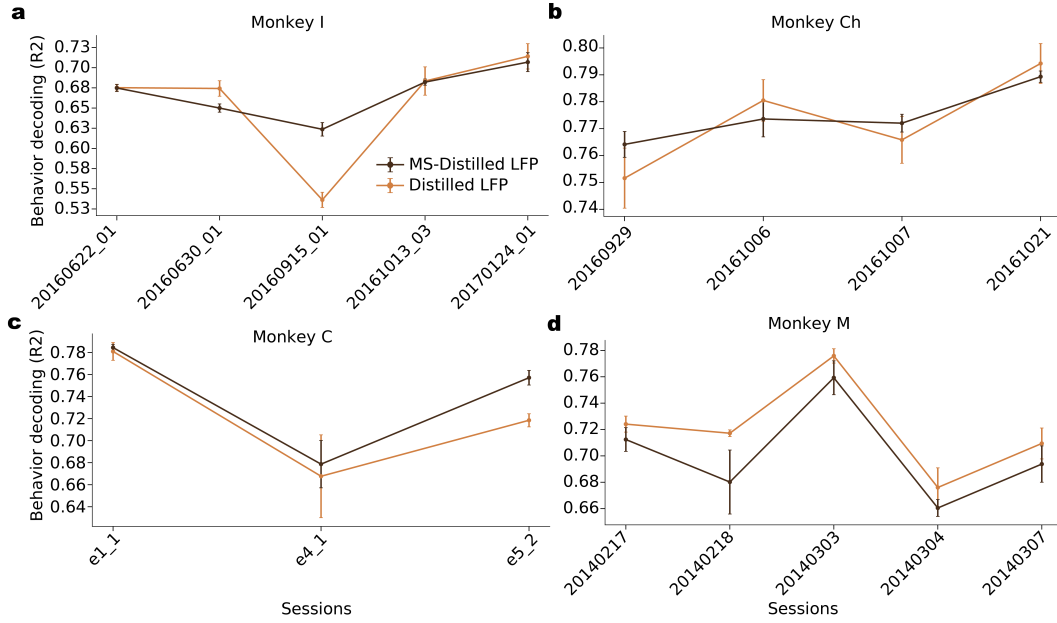 a
Monkey I
Behavior decoding (R2)
0.73
0.70
0.68
0.65
0.63
0.60
0.58
0.55
0.53
MS-Distilled LFP
Distilled LFP
20160622_01
20160630_01
20160915_01
20161013_03
20170124_01
b
Monkey Ch
0.80
0.79
0.78
0.77
0.76
0.75
0.74
20160929
20161006
20161007
20161021
c
Monkey C
Behavior decoding (R2)
0.78
0.76
0.74
0.72
0.70
0.68
0.66
0.64
e1_1
e4_1
e5_2
Sessions
d
Monkey M
0.78
0.76
0.74
0.72
0.70
0.68
0.66
20140217
20140218
20140303
20140304
20140307
Sessions